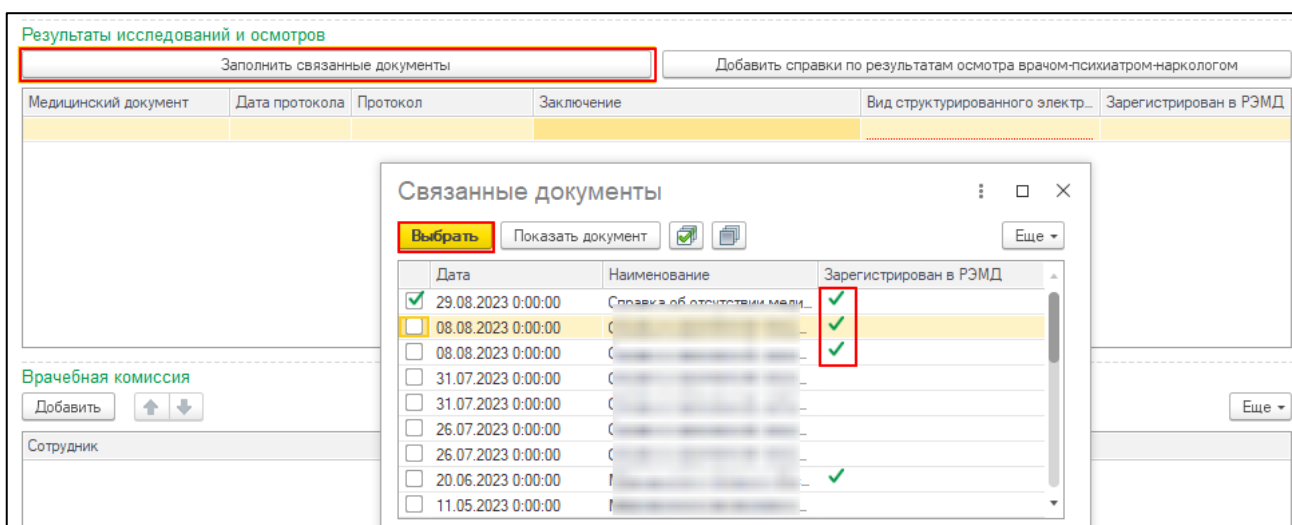 Результаты исследований и осмотров
Заполнить связанные документы Добавить справки по результатам осмотра врачом-психиатром-наркологом
Медицинский документ Дата протокола Протокол Заключение Вид структурированного электр... Зарегистрирован в РЭМД
Связанные документы
Выбрать Показать документ Еще
Дата Наименование Зарегистрирован в РЭМД
29.08.2023 0:00:00 Справка об отсутствии меди...
08.08.2023 0:00:00
08.08.2023 0:00:00
31.07.2023 0:00:00
31.07.2023 0:00:00
26.07.2023 0:00:00
26.07.2023 0:00:00
20.06.2023 0:00:00
11.05.2023 0:00:00
Врачебная комиссия
Добавить Еще
Сотрудник